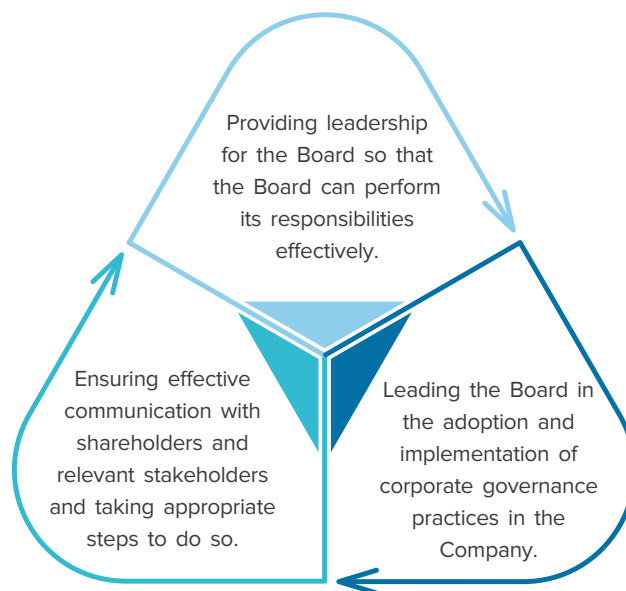 Providing leadership
for the Board so that
the Board can perform
its responsibilities
effectively.
Leading the Board in
the adoption and
implementation of
corporate governance
practices in the
Company.
Ensuring effective
communication with
shareholders and
relevant stakeholders
and taking appropriate
steps to do so.